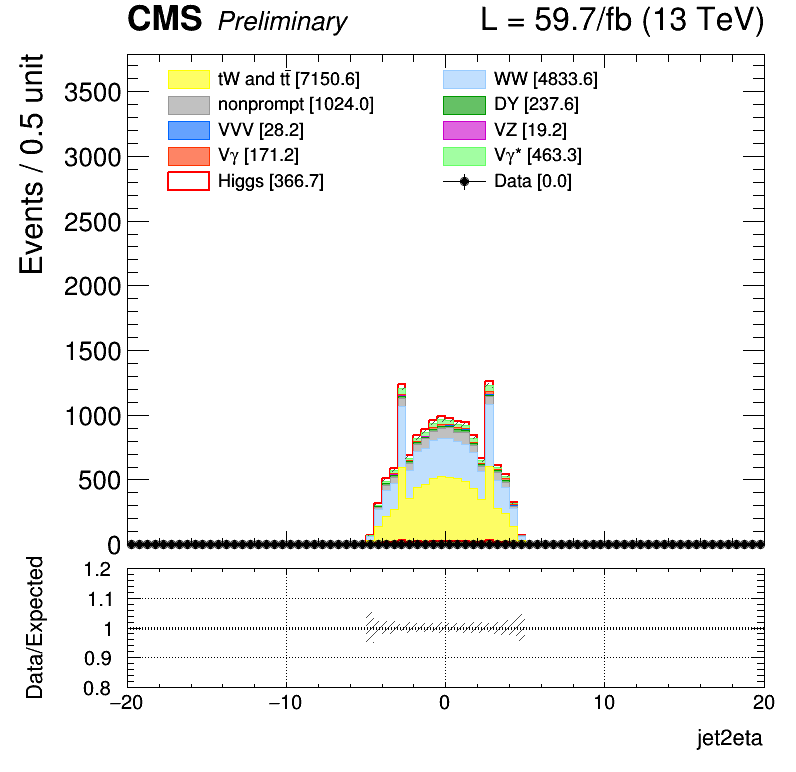 CMS Preliminary L = 59.7/fb (13 TeV)
Events / 0.5 unit
3500
3000
2500
2000
1500
1000
500
0
tW and tt̄ [7150.6]
WW [4833.6]
nonprompt [1024.0]
DY [237.6]
VVV [28.2]
VZ [19.2]
Vγ [171.2]
Vγ* [463.3]
Higgs [366.7]
Data [0.0]
Data/Expected
1.2
1.1
1
0.9
0.8
−20 −10 0 10 20
jet2eta